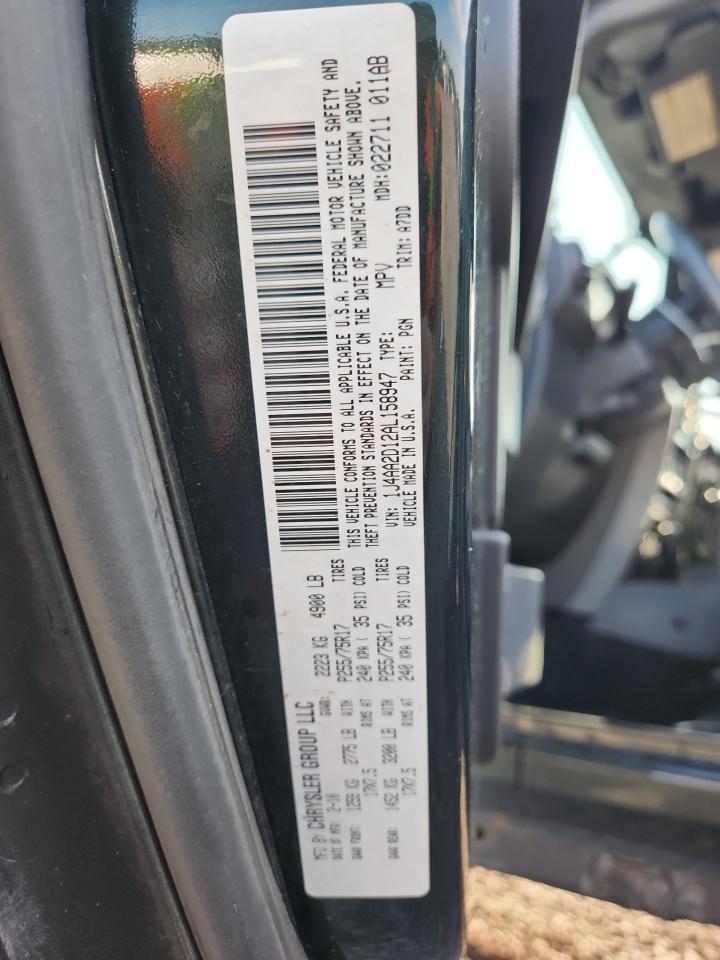 MFD BY CHRYSLER GROUP LLC
DATE OF MFR: 2-10 GVWR: 2223 KG 4900 LB
GAWR FRONT: 1258 KG 2775 LB WITH P255/75R17 TIRES
RIMS AT 17X7.5 240 KPA ( 35 PSI) COLD
GAWR REAR: 1452 KG 3200 LB WITH P255/75R17 TIRES
RIMS AT 17X7.5 240 KPA ( 35 PSI) COLD
THIS VEHICLE CONFORMS TO ALL APPLICABLE U.S.A. FEDERAL MOTOR VEHICLE SAFETY AND
THEFT PREVENTION STANDARDS IN EFFECT ON THE DATE OF MANUFACTURE SHOWN ABOVE.
VIN: 1J4AA2D12AL158947 TYPE: MPV MDH:022711 011AB
VEHICLE MADE IN U.S.A. PAINT: PGN TRIM: A7DD